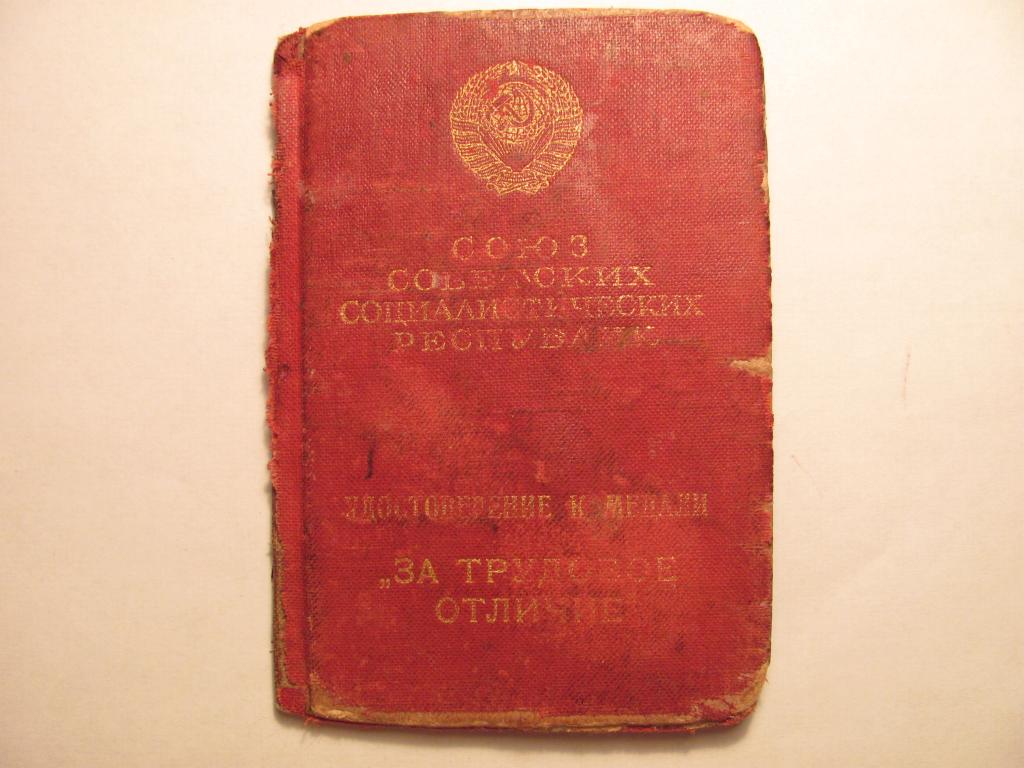 СОЮЗ
СОВЕТСКИХ
СОЦИАЛИСТИЧЕСКИХ
РЕСПУБЛИК
УДОСТОВЕРЕНИЕ К МЕДАЛИ
„ЗА ТРУДОВОЕ
ОТЛИЧИЕ"